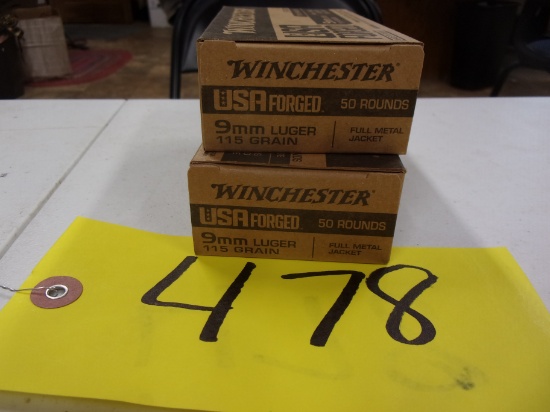 WINCHESTER
USA FORGED 50 ROUNDS
9mm LUGER
115 GRAIN
FULL METAL
JACKET
WINCHESTER
USA FORGED 50 ROUNDS
9mm LUGER
115 GRAIN
FULL METAL
JACKET
478